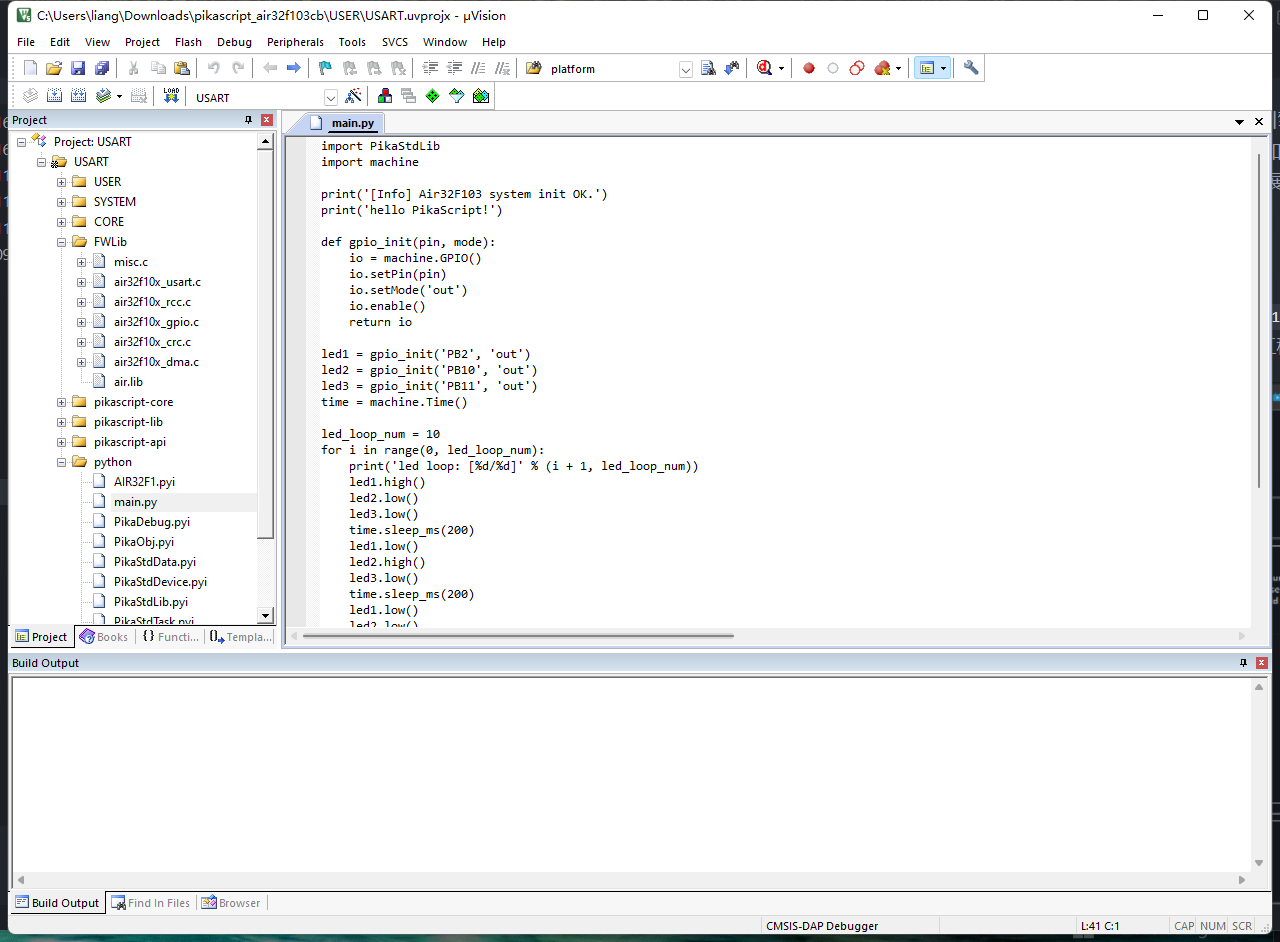 C:\Users\liang\Downloads\pikascript_air32f103cb\USER\USART.uvprojx - µVision
File Edit View Project Flash Debug Peripherals Tools SVCS Window Help
platform
LOAD USART
Project
main.py
Project: USART
USART
USER
SYSTEM
CORE
FWLib
misc.c
air32f10x_usart.c
air32f10x_rcc.c
air32f10x_gpio.c
air32f10x_crc.c
air32f10x_dma.c
air.lib
pikascript-core
pikascript-lib
pikascript-api
python
AIR32F1.pyi
main.py
PikaDebug.pyi
PikaObj.pyi
PikaStdData.pyi
PikaStdDevice.pyi
PikaStdLib.pyi
PikaStdTask.pyi
Project Books {} Functi... {} Templa...
import PikaStdLib
import machine
print('[Info] Air32F103 system init OK.')
print('hello PikaScript!')
def gpio_init(pin, mode):
io = machine.GPIO()
io.setPin(pin)
io.setMode('out')
io.enable()
return io
led1 = gpio_init('PB2', 'out')
led2 = gpio_init('PB10', 'out')
led3 = gpio_init('PB11', 'out')
time = machine.Time()
led_loop_num = 10
for i in range(0, led_loop_num):
print('led loop: [%d/%d]' % (i + 1, led_loop_num))
led1.high()
led2.low()
led3.low()
time.sleep_ms(200)
led1.low()
led2.high()
led3.low()
time.sleep_ms(200)
led1.low()
led2.low()
Build Output
Build Output Find In Files Browser
CMSIS-DAP Debugger L:41 C:1 CAP NUM SCR